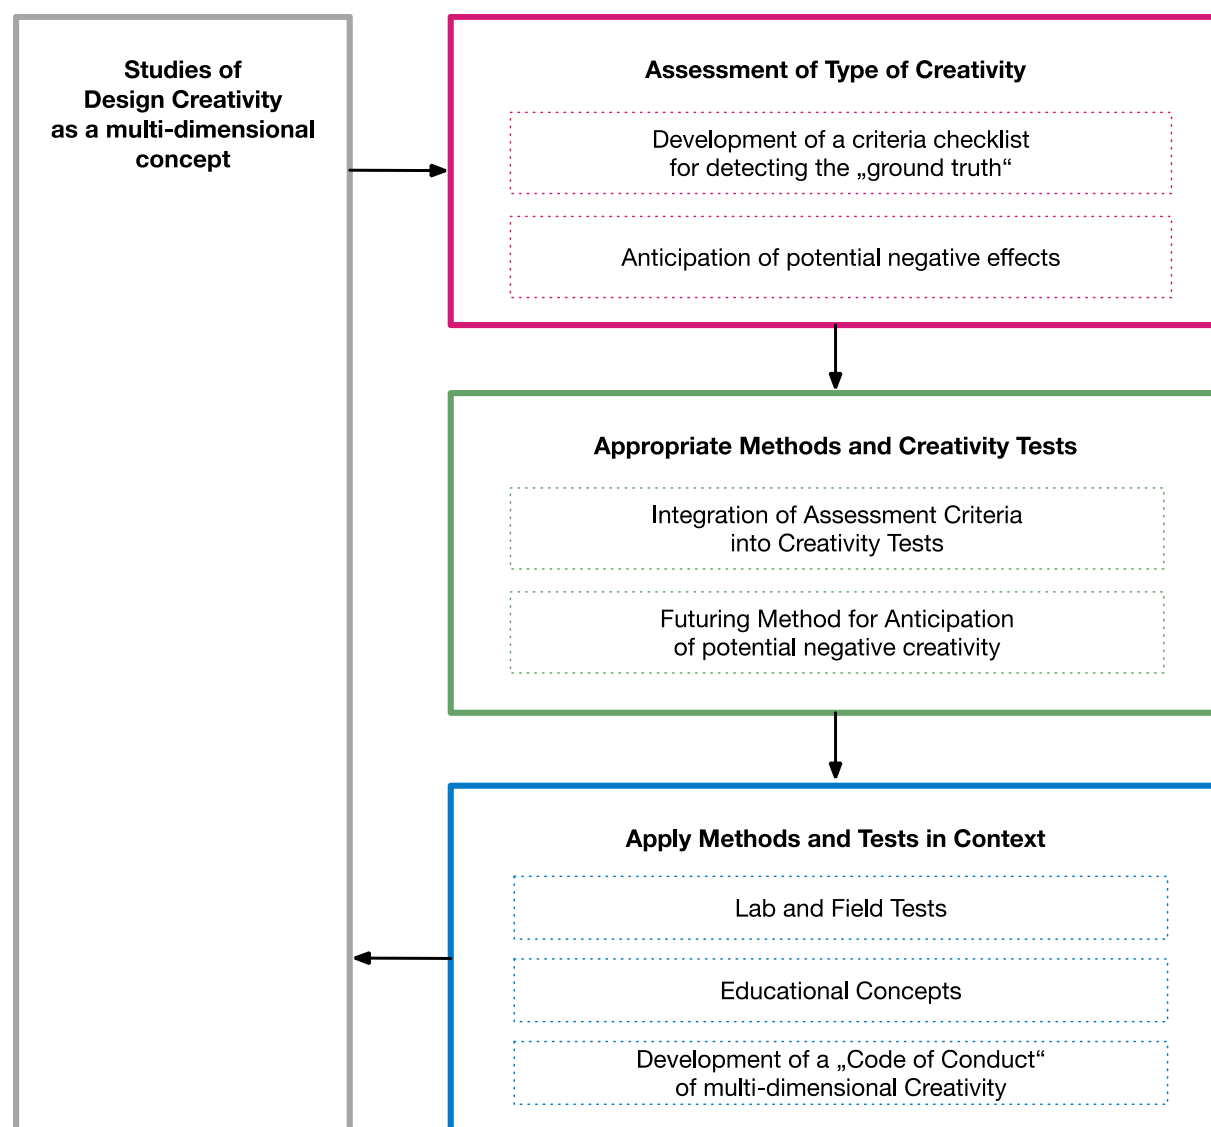 Studies of
Design Creativity
as a multi-dimensional
concept
Assessment of Type of Creativity
Development of a criteria checklist
for detecting the „ground truth“
Anticipation of potential negative effects
Appropriate Methods and Creativity Tests
Integration of Assessment Criteria
into Creativity Tests
Futuring Method for Anticipation
of potential negative creativity
Apply Methods and Tests in Context
Lab and Field Tests
Educational Concepts
Development of a „Code of Conduct“
of multi-dimensional Creativity